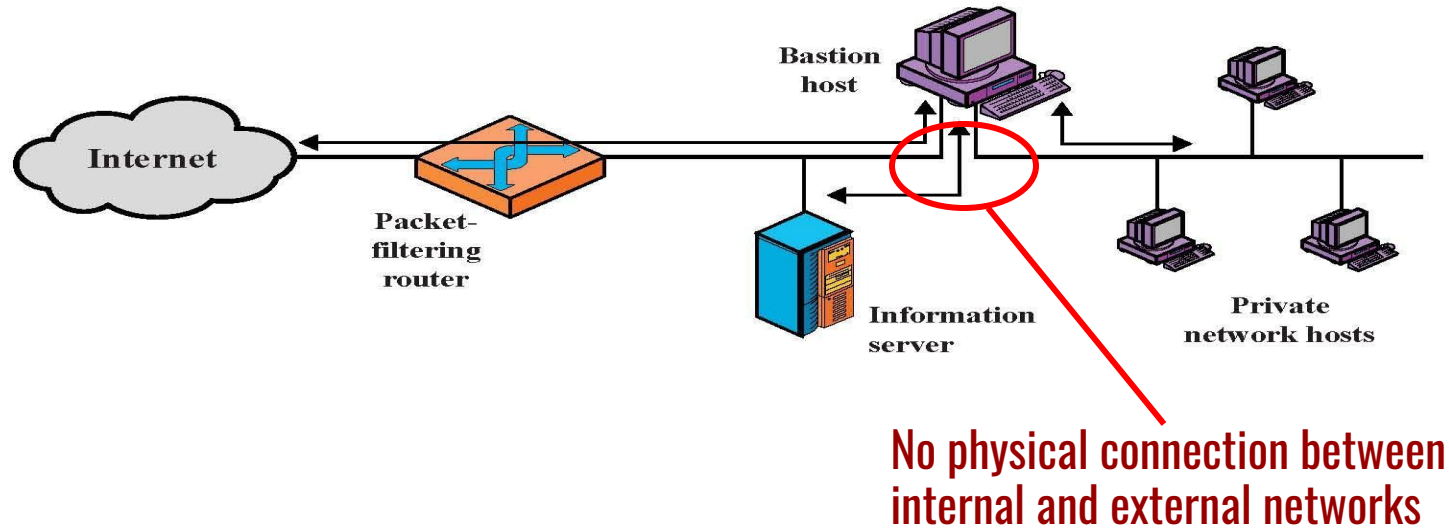 Bastion
host
Internet
Packet-
filtering
router
Information
server
Private
network hosts
No physical connection between
internal and external networks